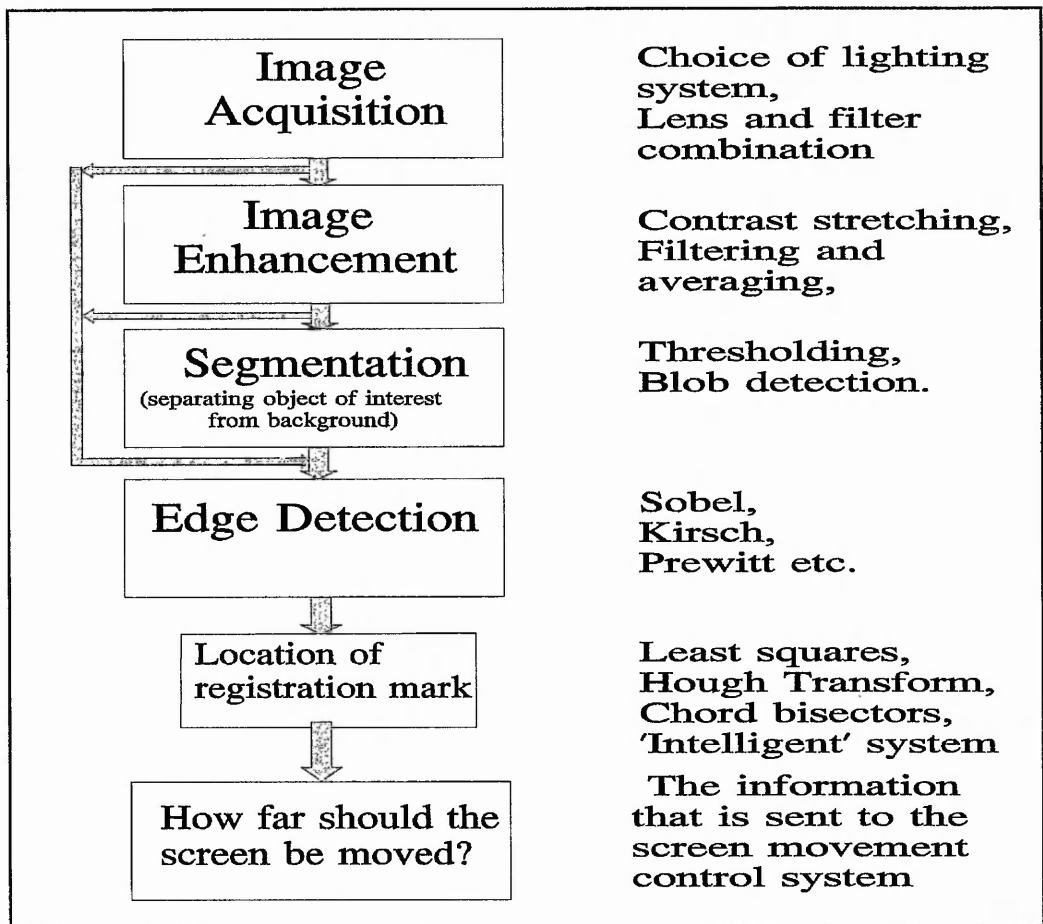 Image
Acquisition
Choice of lighting
system,
Lens and filter
combination
Image
Enhancement
Contrast stretching,
Filtering and
averaging,
Segmentation
(separating object of interest
from background)
Thresholding,
Blob detection.
Edge Detection
Sobel,
Kirsch,
Prewitt etc.
Location of
registration mark
Least squares,
Hough Transform,
Chord bisectors,
'Intelligent' system
How far should the
screen be moved?
The information
that is sent to the
screen movement
control system